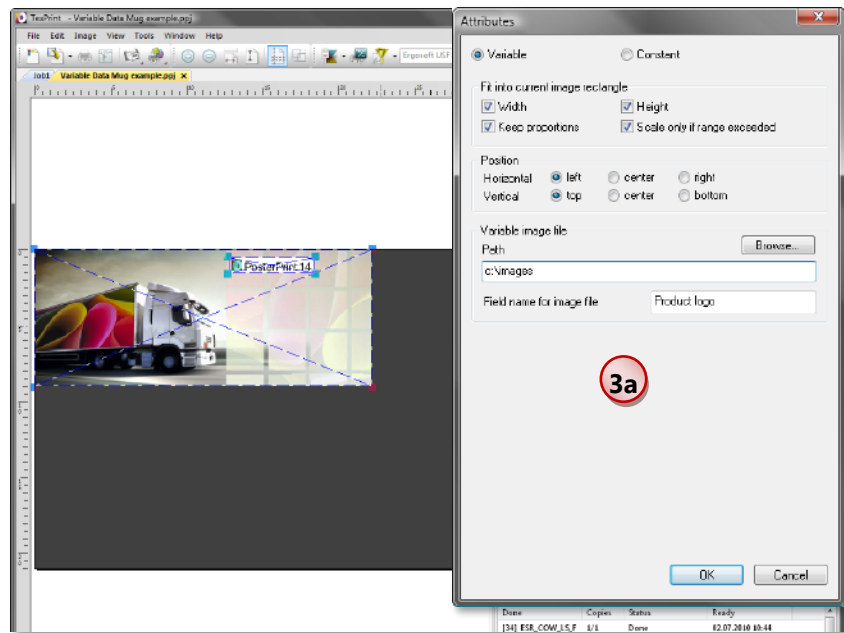 TexPrint - Variable Data Mug example.ppj
File Edit Image View Tools Window Help
Ergosoft USF
Job1 Variable Data Mug example.ppj x
PosterPrint 14
Attributes
Variable Constant
Fit into current image rectangle
Width Height
Keep proportions Scale only if range exceeded
Position
Horizontal left center right
Vertical top center bottom
Variable image file
Path Browse...
c:\images
Field name for image file Product logo
3a
OK Cancel
Done Copies Status Ready
[34] ESR_COW_LS_F 1/1 Done 02.07.2010 10:44